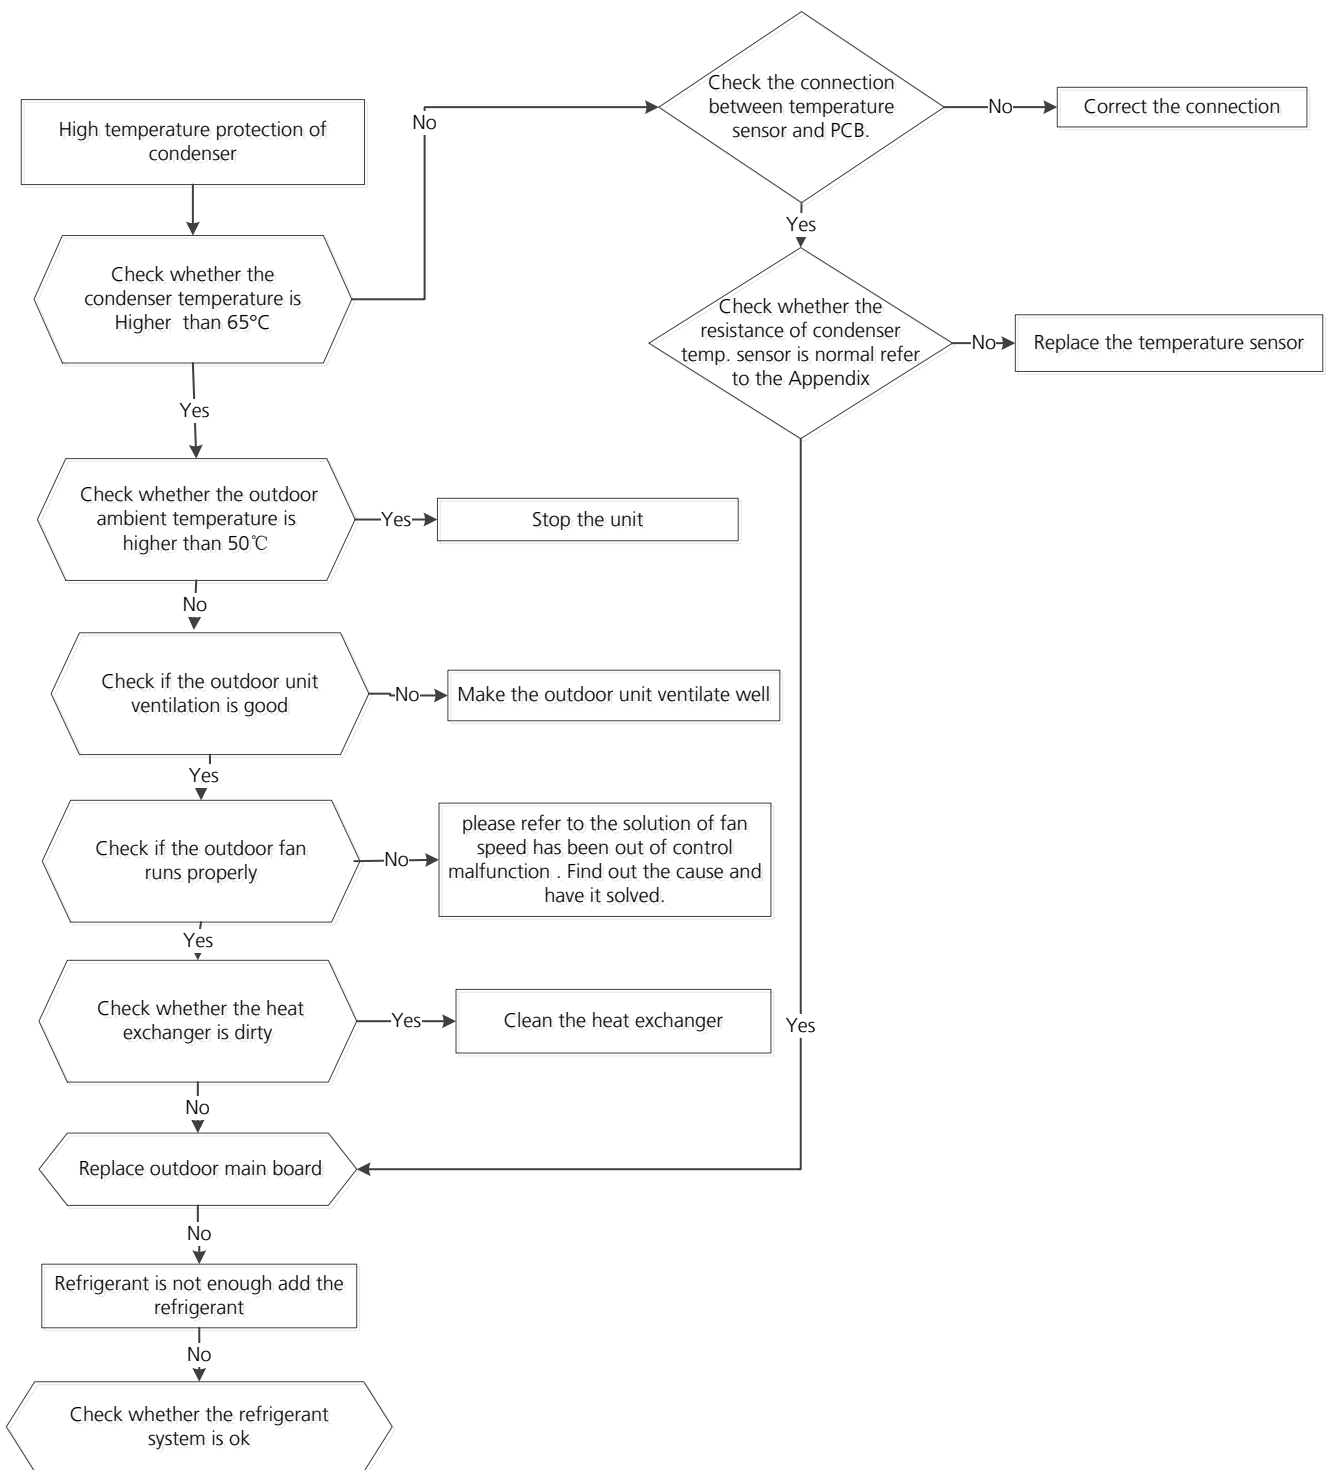 High temperature protection of
condenser
Check whether the
condenser temperature is
Higher than 65°C
No
Check the connection
between temperature
sensor and PCB.
No
Correct the connection
Yes
Check whether the
resistance of condenser
temp. sensor is normal refer
to the Appendix
No
Replace the temperature sensor
Yes
Yes
Check whether the outdoor
ambient temperature is
higher than 50℃
Yes
Stop the unit
No
Check if the outdoor unit
ventilation is good
No
Make the outdoor unit ventilate well
Yes
Check if the outdoor fan
runs properly
No
please refer to the solution of fan
speed has been out of control
malfunction . Find out the cause and
have it solved.
Yes
Check whether the heat
exchanger is dirty
Yes
Clean the heat exchanger
No
Replace outdoor main board
No
Refrigerant is not enough add the
refrigerant
No
Check whether the refrigerant
system is ok